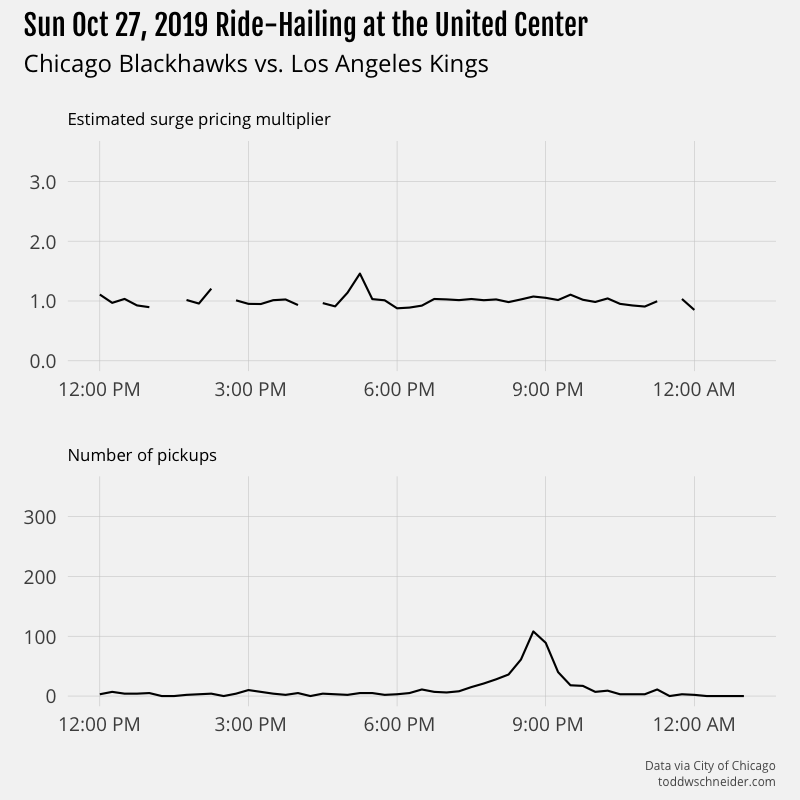 Sun Oct 27, 2019 Ride-Hailing at the United Center
Chicago Blackhawks vs. Los Angeles Kings
Estimated surge pricing multiplier
3.0
2.0
1.0
0.0
12:00 PM 3:00 PM 6:00 PM 9:00 PM 12:00 AM
Number of pickups
300
200
100
0
12:00 PM 3:00 PM 6:00 PM 9:00 PM 12:00 AM
Data via City of Chicago
toddwschneider.com